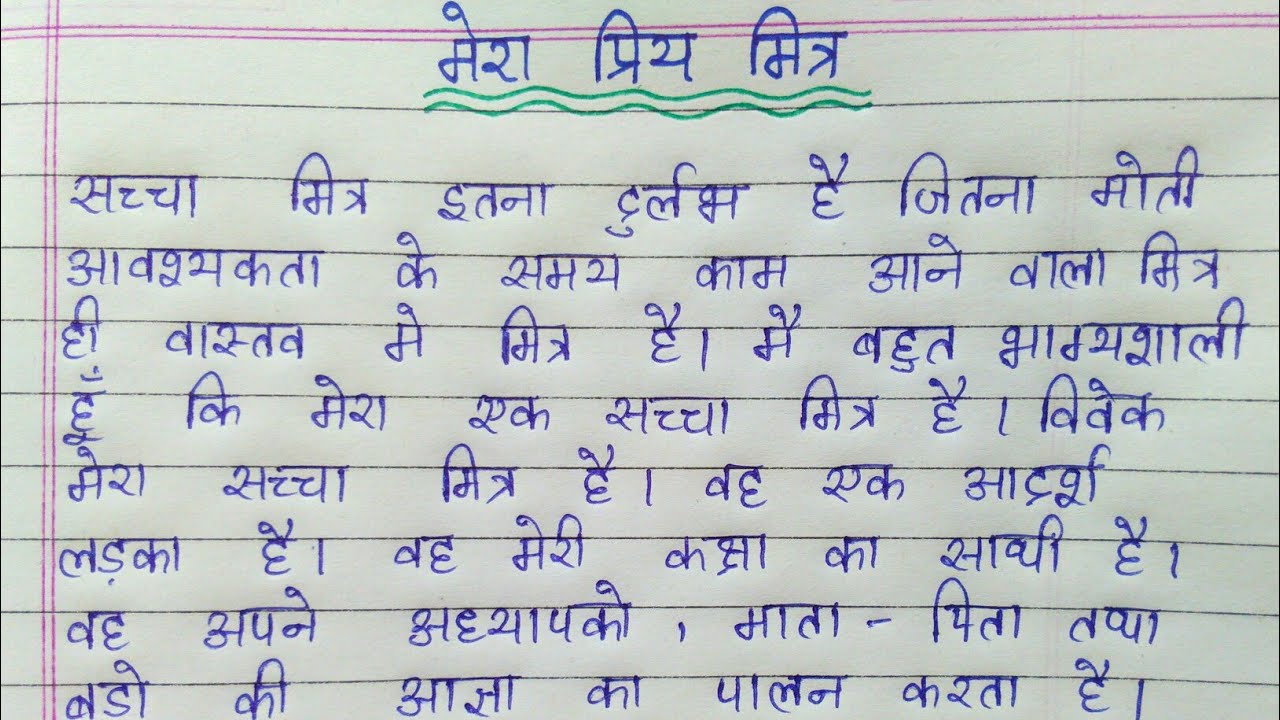 मेरा प्रिय मित्र
सच्चा मित्र इतना दुर्लभ है जितना मोती
आवश्यकता के समय काम आने वाला मित्र
ही वास्तव मे मित्र है। मै बहुत भाग्यशाली
हूँ कि मेरा एक सच्चा मित्र है। विवेक
मेरा सच्चा मित्र है। वह एक आदर्श
लड़का है। वह मेरी कक्षा का साथी है।
वह अपने अध्यापको, माता - पिता तथा
बडो की आज्ञा का पालन करता है।